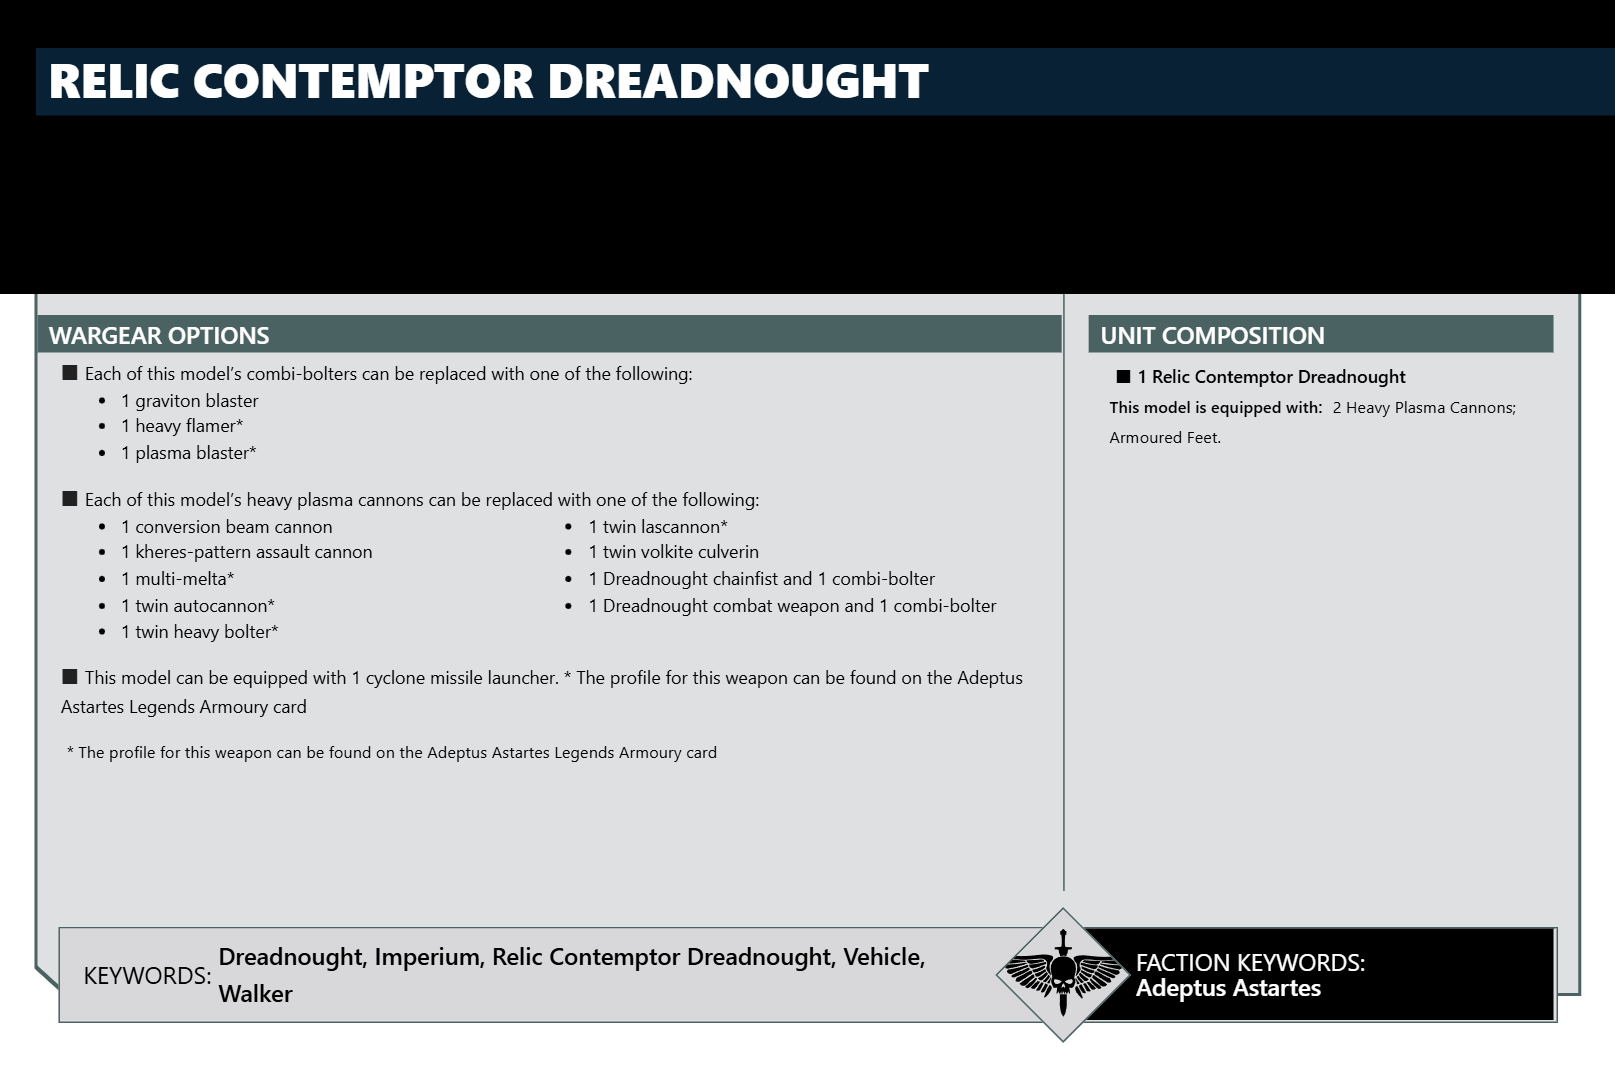 RELIC CONTEMPTOR DREADNOUGHT
WARGEAR OPTIONS
■ Each of this model’s combi-bolters can be replaced with one of the following:
• 1 graviton blaster
• 1 heavy flamer*
• 1 plasma blaster*
■ Each of this model’s heavy plasma cannons can be replaced with one of the following:
• 1 conversion beam cannon
• 1 kheres-pattern assault cannon
• 1 multi-melta*
• 1 twin autocannon*
• 1 twin heavy bolter*
• 1 twin lascannon*
• 1 twin volkite culverin
• 1 Dreadnought chainfist and 1 combi-bolter
• 1 Dreadnought combat weapon and 1 combi-bolter
■ This model can be equipped with 1 cyclone missile launcher. * The profile for this weapon can be found on the Adeptus
Astartes Legends Armoury card
* The profile for this weapon can be found on the Adeptus Astartes Legends Armoury card
UNIT COMPOSITION
■ 1 Relic Contemptor Dreadnought
This model is equipped with: 2 Heavy Plasma Cannons;
Armoured Feet.
KEYWORDS: Dreadnought, Imperium, Relic Contemptor Dreadnought, Vehicle,
Walker
FACTION KEYWORDS:
Adeptus Astartes